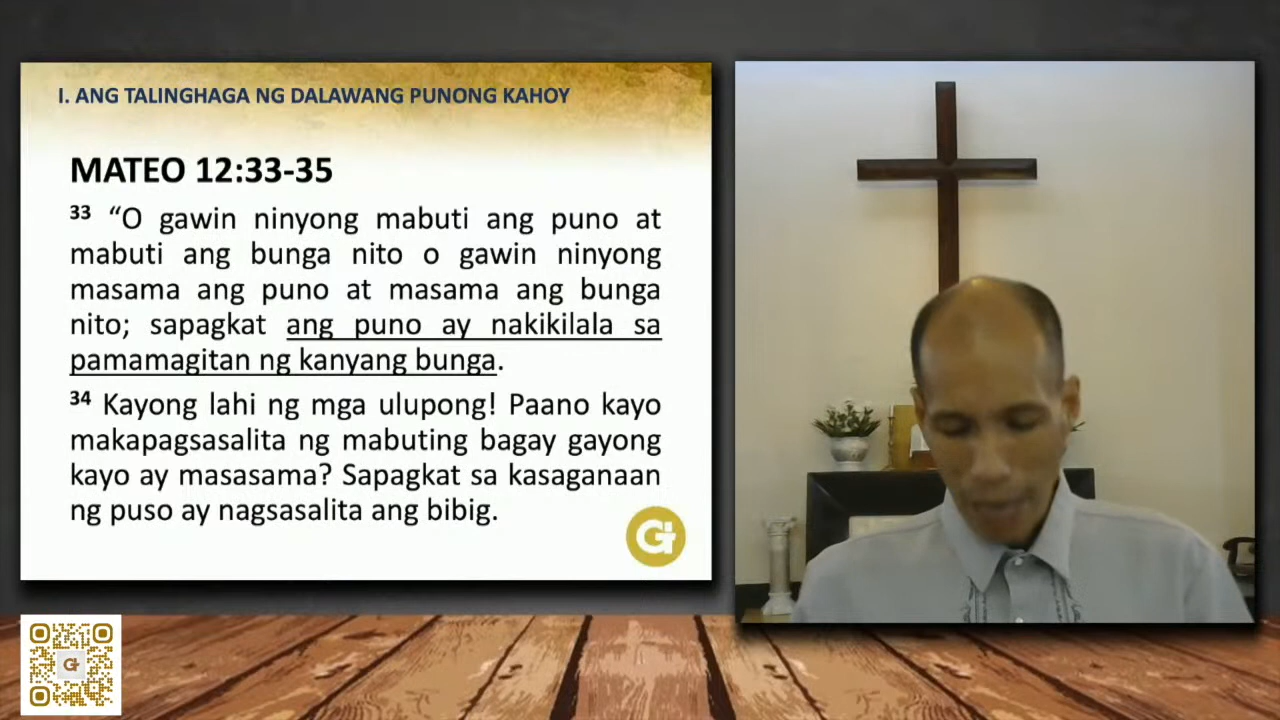 I. ANG TALINGHAGA NG DALAWANG PUNONG KAHOY
MATEO 12:33-35
33 “O gawin ninyong mabuti ang puno at
mabuti ang bunga nito o gawin ninyong
masama ang puno at masama ang bunga
nito; sapagkat ang puno ay nakikilala sa
pamamagitan ng kanyang bunga.
34 Kayong lahi ng mga ulupong! Paano kayo
makapagsasalita ng mabuting bagay gayong
kayo ay masasama? Sapagkat sa kasaganaan
ng puso ay nagsasalita ang bibig.